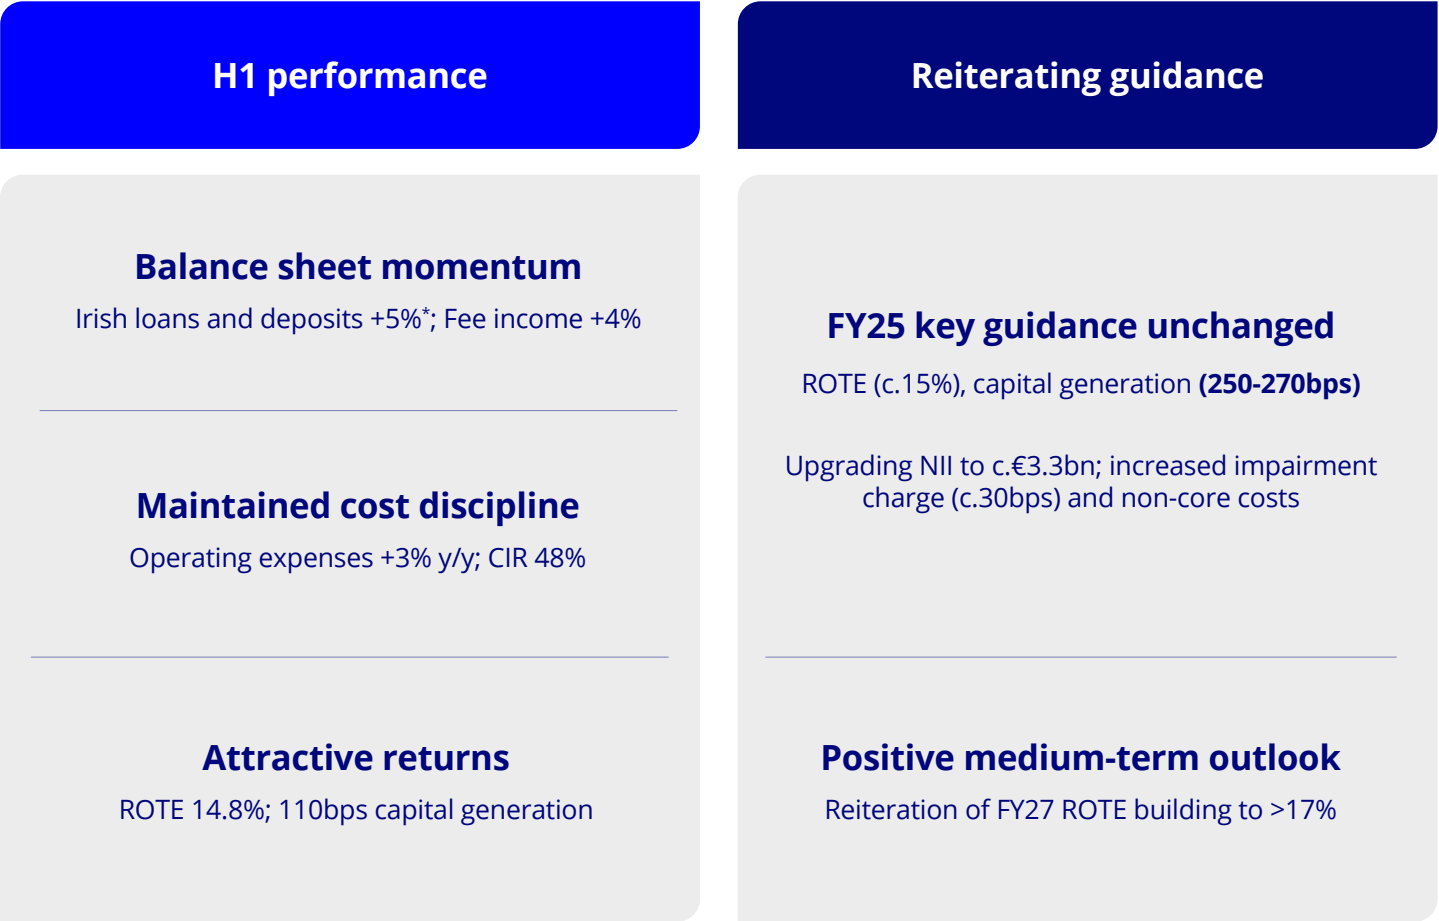 H1 performance
Balance sheet momentum
Irish loans and deposits +5%*; Fee income +4%
Maintained cost discipline
Operating expenses +3% y/y; CIR 48%
Attractive returns
ROTE 14.8%; 110bps capital generation
Reiterating guidance
FY25 key guidance unchanged
ROTE (c.15%), capital generation (250-270bps)
Upgrading NII to c.€3.3bn; increased impairment
charge (c.30bps) and non-core costs
Positive medium-term outlook
Reiteration of FY27 ROTE building to >17%